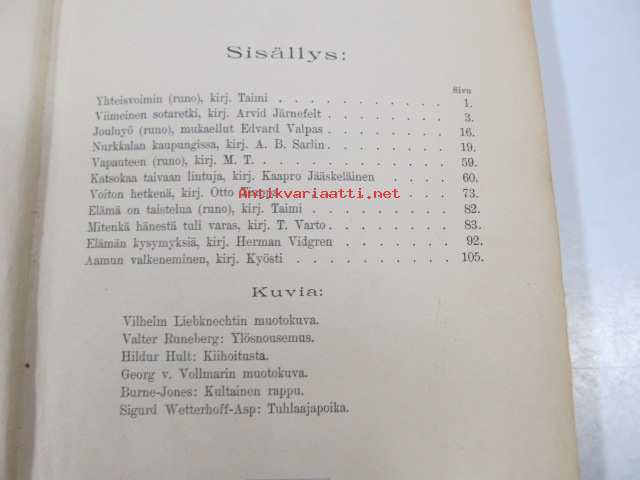 Sisällys:
Sivu
Yhteisvoimin (runo), kirj. Taimi . . . . . . . . . . 1.
Viimeinen sotaretki, kirj. Arvid Järnefelt . . . . . . . 3.
Jouluyö (runo), mukaellut Edvard Valpas . . . . . . . 16.
Nurkkalan kaupungissa, kirj. A. B. Sarlin . . . . . . . 19.
Vapauteen (runo), kirj. M. T. . . . . . . . . . . 59.
Katsokaa taivaan lintuja, kirj. Kaapro Jääskeläinen . . . . . 60.
Voiton hetkenä, kirj. Otto . . . . . . 73.
Antikvariaatti.net
Elämä on taistelua (runo), kirj. Taimi . . . . . . . . 82.
Mitenkä hänestä tuli varas, kirj. T. Varto . . . . . . . 83.
Elämän kysymyksiä, kirj. Herman Vidgren . . . . . . . 92.
Aamun valkeneminen, kirj. Kyösti . . . . . . . . . 105.
Kuvia:
Vilhelm Liebknechtin muotokuva.
Valter Runeberg: Ylösnousemus.
Hildur Hult: Kiihoitusta.
Georg v. Vollmarin muotokuva.
Burne-Jones: Kultainen rappu.
Sigurd Wetterhoff-Asp: Tuhlaajapoika.